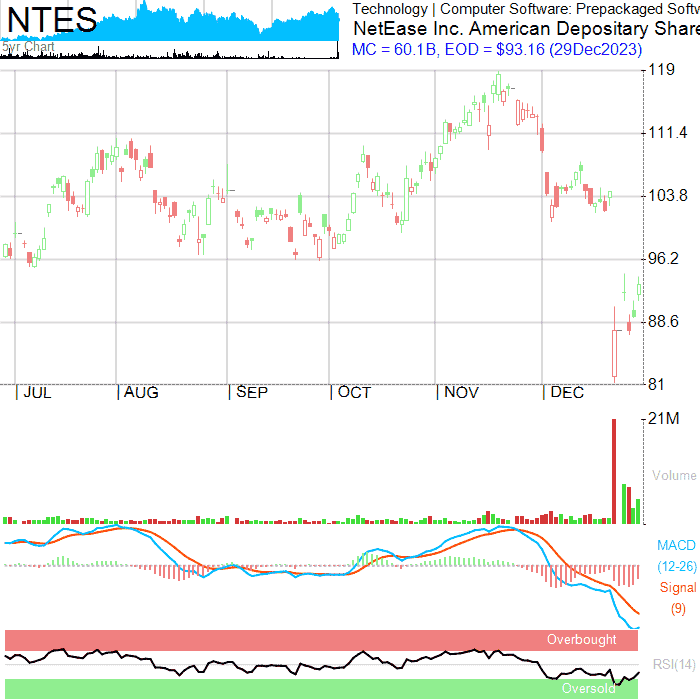 NTES
5yr Chart
Technology | Computer Software: Prepackaged Softw
NetEase Inc. American Depositary Share
MC = 60.1B, EOD = $93.16 (29Dec2023)
119
111.4
103.8
96.2
88.6
81
|JUL |AUG |SEP |OCT |NOV |DEC
21M
Volume
MACD
(12-26)
Signal
(9)
Overbought
RSI(14)
Oversold